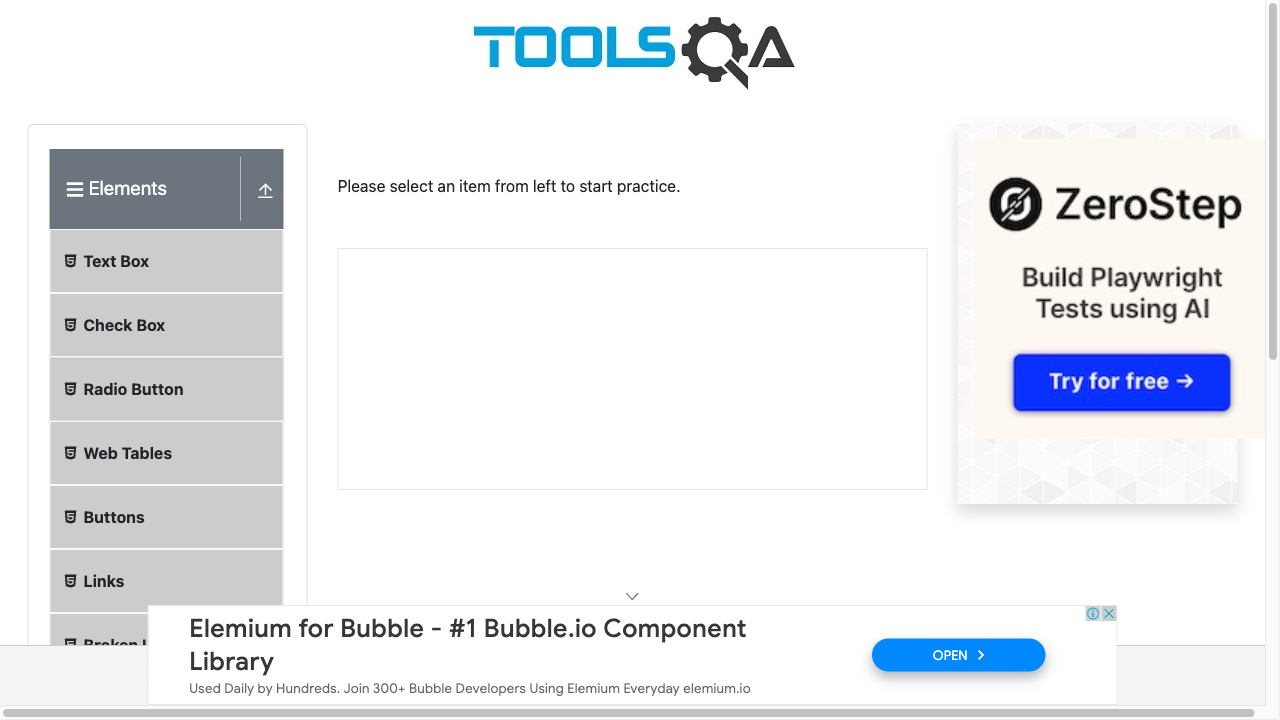 TOOLSQA
Elements
Please select an item from left to start practice.
Text Box
Check Box
Radio Button
Web Tables
Buttons
Links
ZeroStep
Build Playwright
Tests using AI
Try for free →
Elemium for Bubble - #1 Bubble.io Component
Library
Used Daily by Hundreds. Join 300+ Bubble Developers Using Elemium Everyday elemium.io
OPEN